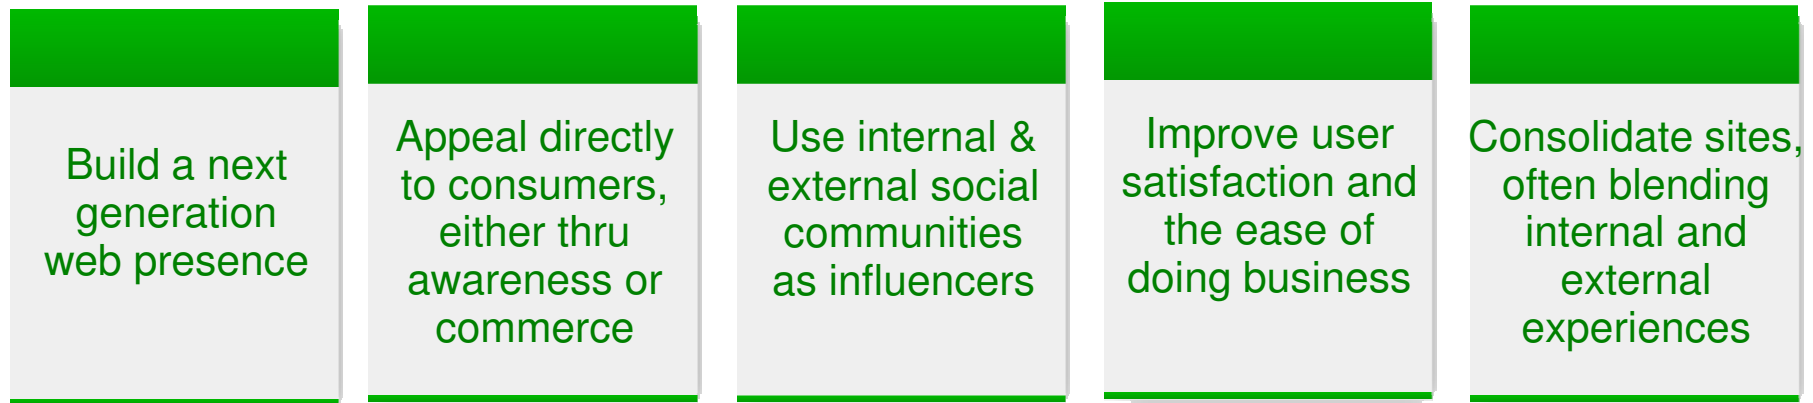 Build a next
generation
web presence
Appeal directly
to consumers,
either thru
awareness or
commerce
Use internal &
external social
communities
as influencers
Improve user
satisfaction and
the ease of
doing business
Consolidate sites,
often blending
internal and
external
experiences